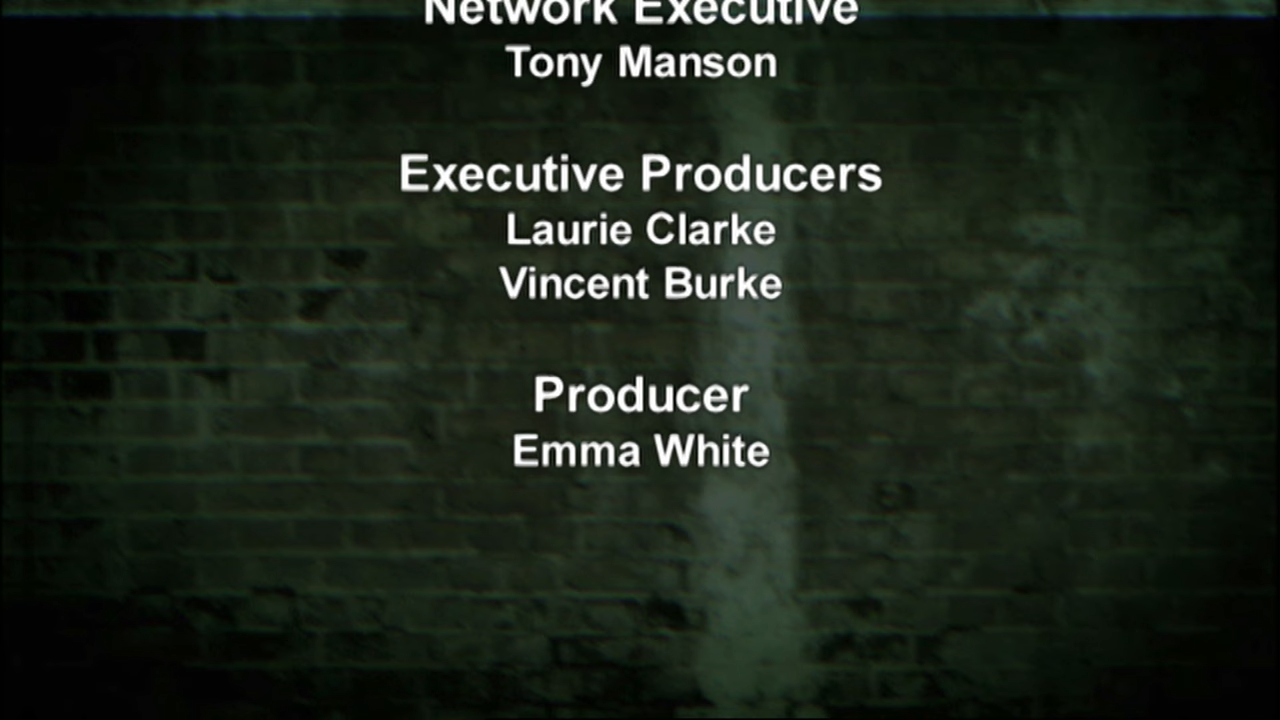 Network Executive
Tony Manson
Executive Producers
Laurie Clarke
Vincent Burke
Producer
Emma White